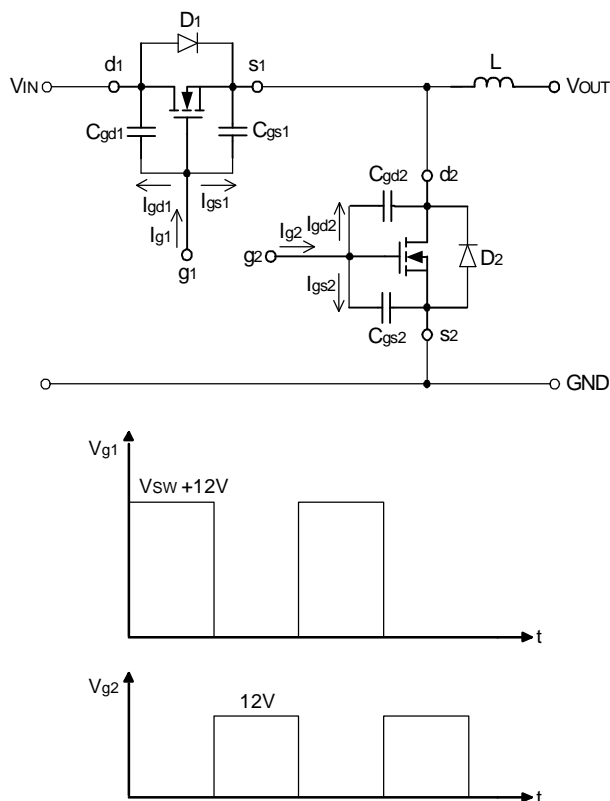 D1
d1
s1
L
VIN
VOUT
Cgd1
Cgs1
d2
Cgd2
Igd1
Igs1
Ig1
Ig2
Igd2
g1
g2
D2
Igs2
Cgs2
s2
GND
Vg1
VSW +12V
t
Vg2
12V
t